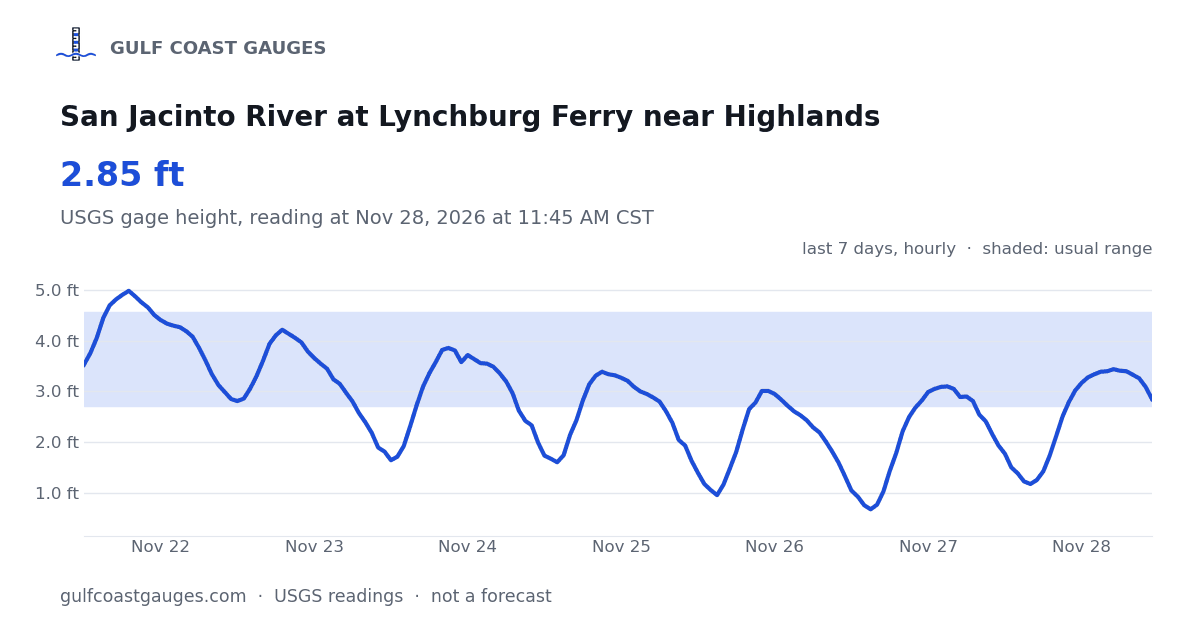 GULF COAST GAUGES
San Jacinto River at Lynchburg Ferry near Highlands
2.85 ft
USGS gage height, reading at Nov 28, 2026 at 11:45 AM CST
last 7 days, hourly · shaded: usual range
5.0 ft
4.0 ft
3.0 ft
2.0 ft
1.0 ft
Nov 22 Nov 23 Nov 24 Nov 25 Nov 26 Nov 27 Nov 28
gulfcoastgauges.com · USGS readings · not a forecast